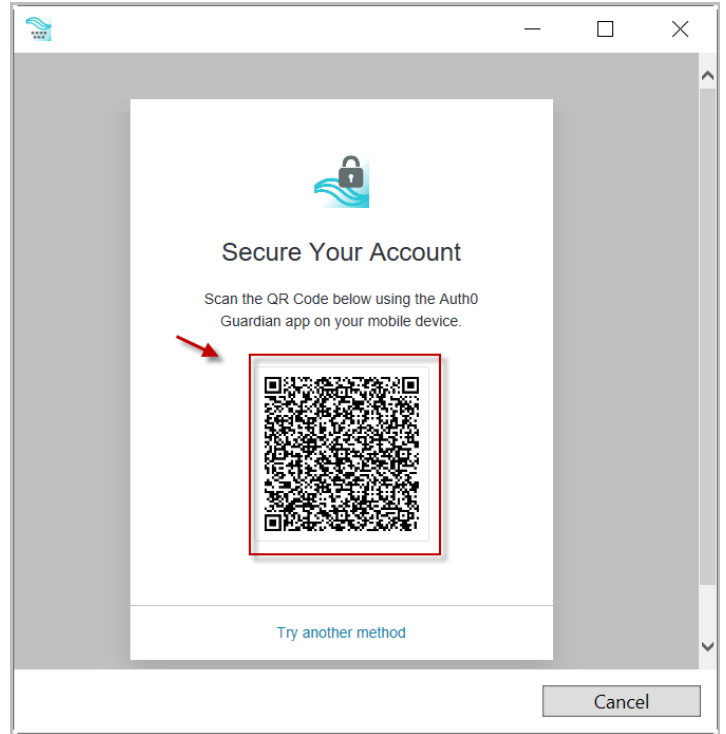 Secure Your Account
Scan the QR Code below using the Auth0
Guardian app on your mobile device.
Try another method
Cancel